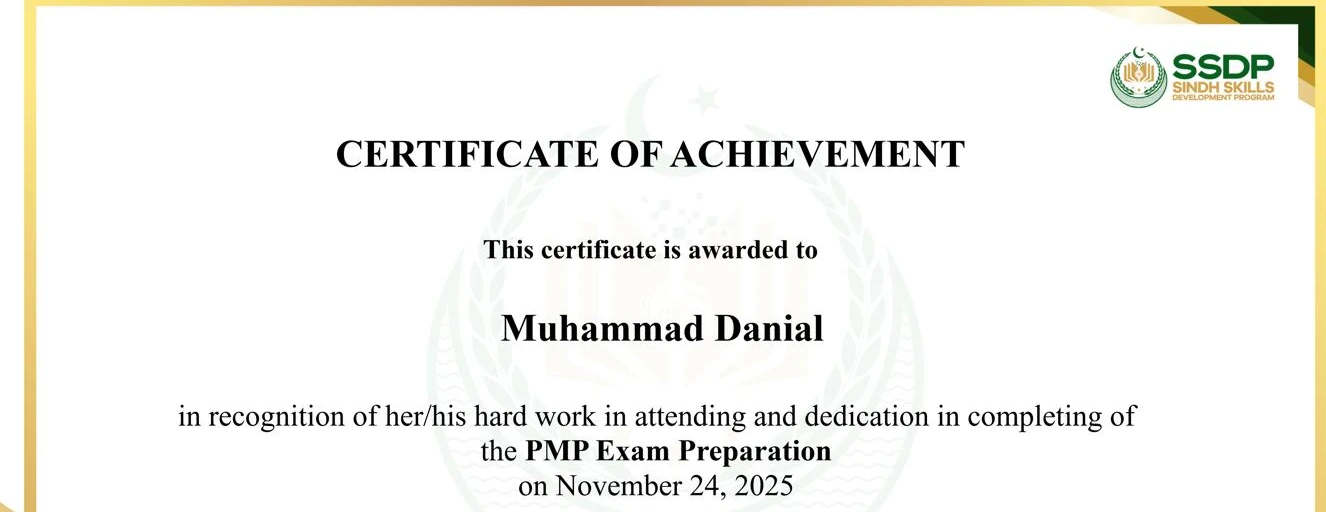 SSDP
SINDH SKILLS
DEVELOPMENT PROGRAM
CERTIFICATE OF ACHIEVEMENT
This certificate is awarded to
Muhammad Danial
in recognition of her/his hard work in attending and dedication in completing of
the PMP Exam Preparation
on November 24, 2025